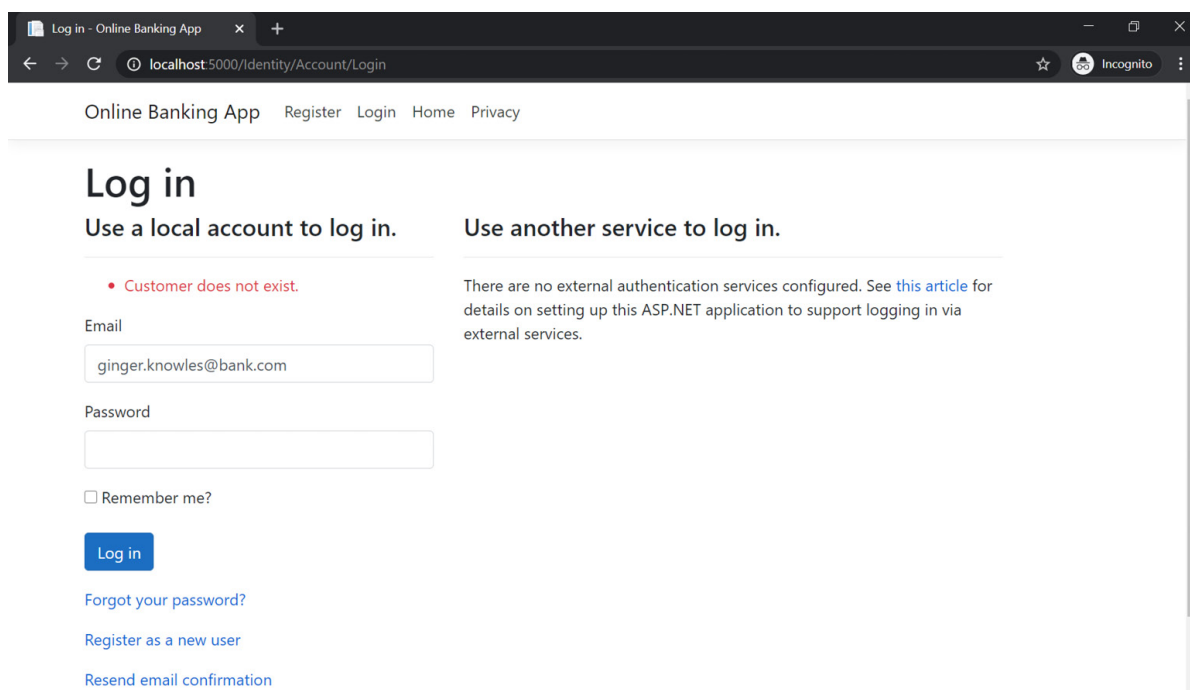 Log in - Online Banking App
localhost:5000/Identity/Account/Login
Incognito
Online Banking App Register Login Home Privacy
Log in
Use a local account to log in.
Customer does not exist.
Email
ginger.knowles@bank.com
Password
Remember me?
Log in
Forgot your password?
Register as a new user
Resend email confirmation
Use another service to log in.
There are no external authentication services configured. See this article for
details on setting up this ASP.NET application to support logging in via
external services.